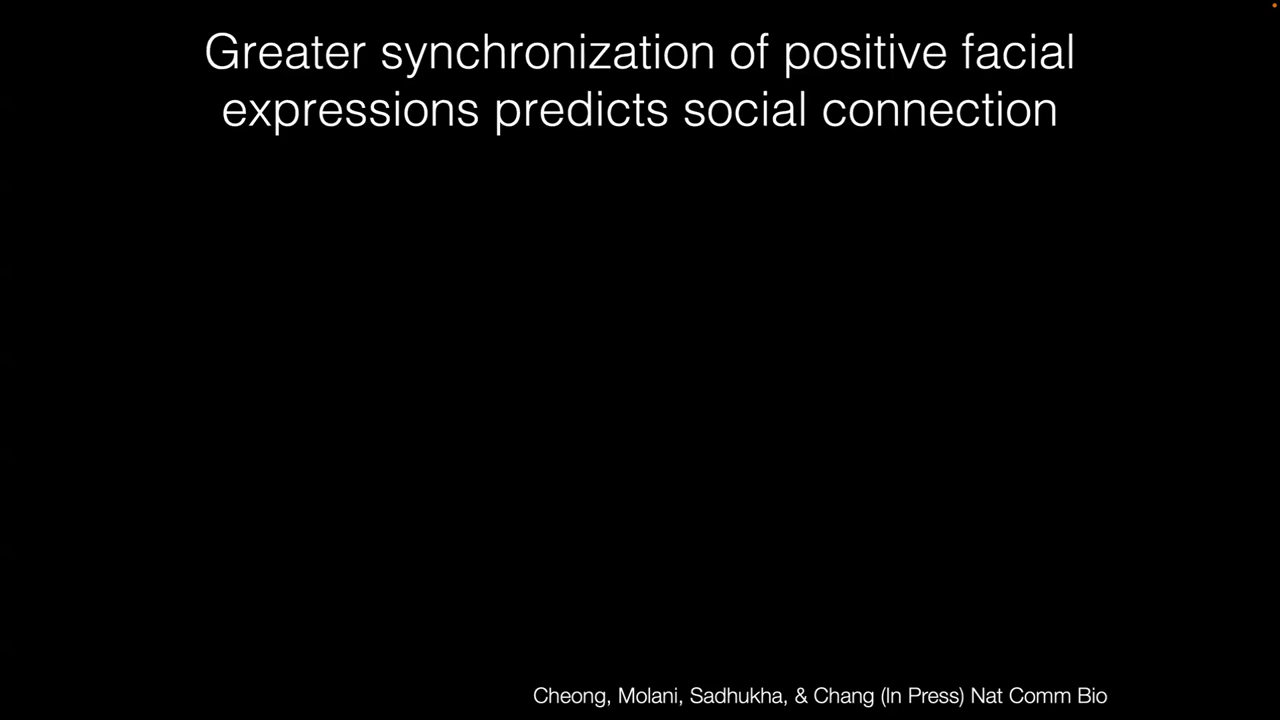 Greater synchronization of positive facial
expressions predicts social connection
Cheong, Molani, Sadhukha, & Chang (In Press) Nat Comm Bio